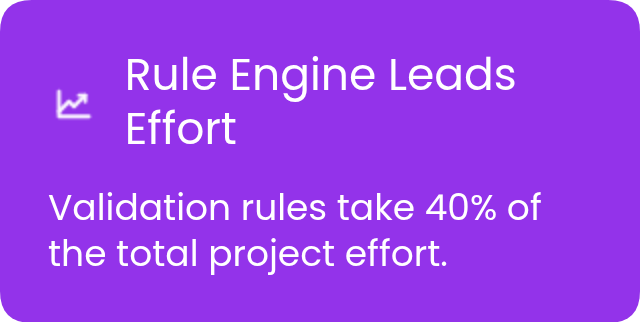 Rule Engine Leads
Effort
Validation rules take 40% of
the total project effort.